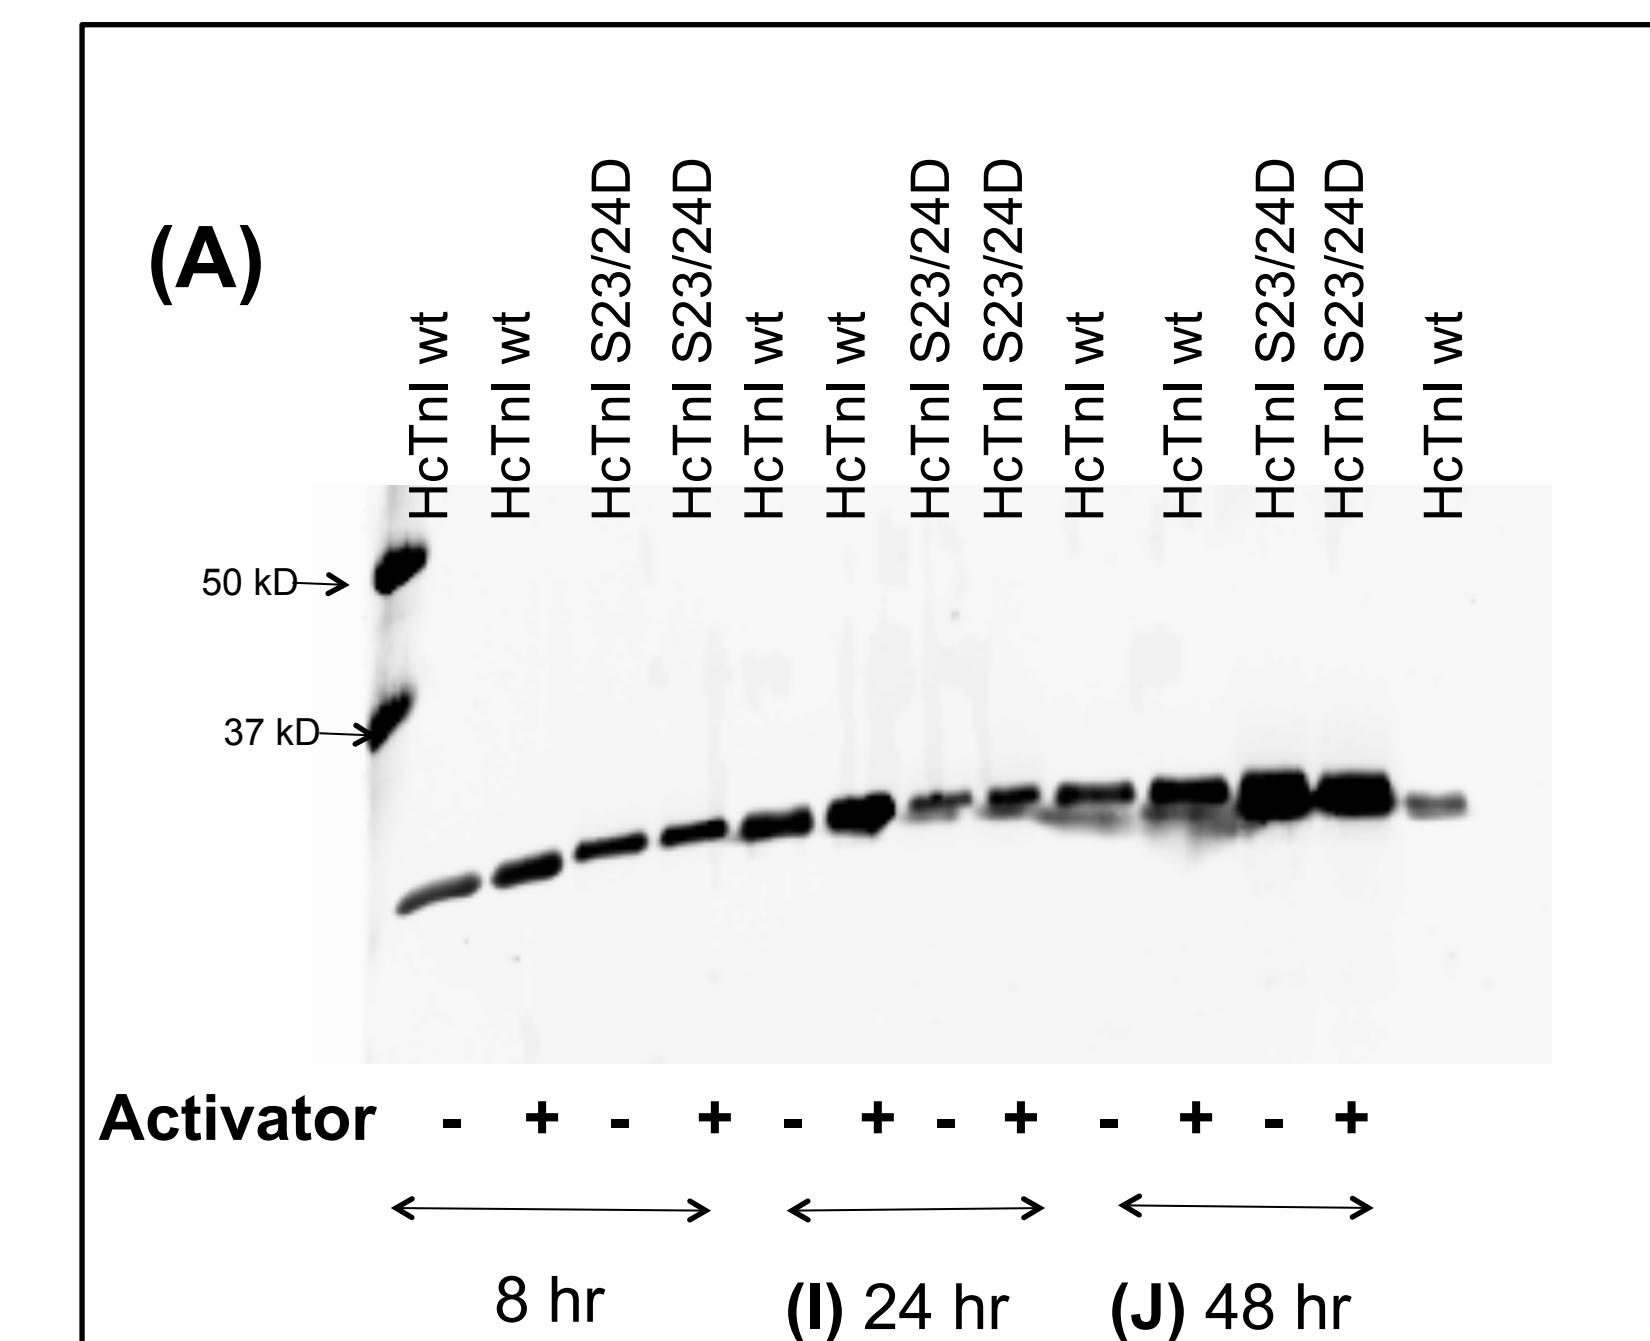 (A)
HcTnI wt
HcTnI wt
HcTnI S23/24D
HcTnI S23/24D
HcTnI wt
HcTnI wt
HcTnI S23/24D
HcTnI S23/24D
HcTnI wt
HcTnI wt
HcTnI S23/24D
HcTnI S23/24D
HcTnI wt
50 kD
37 kD
Activator - + - + - + - + - + - +
8 hr (I) 24 hr (J) 48 hr